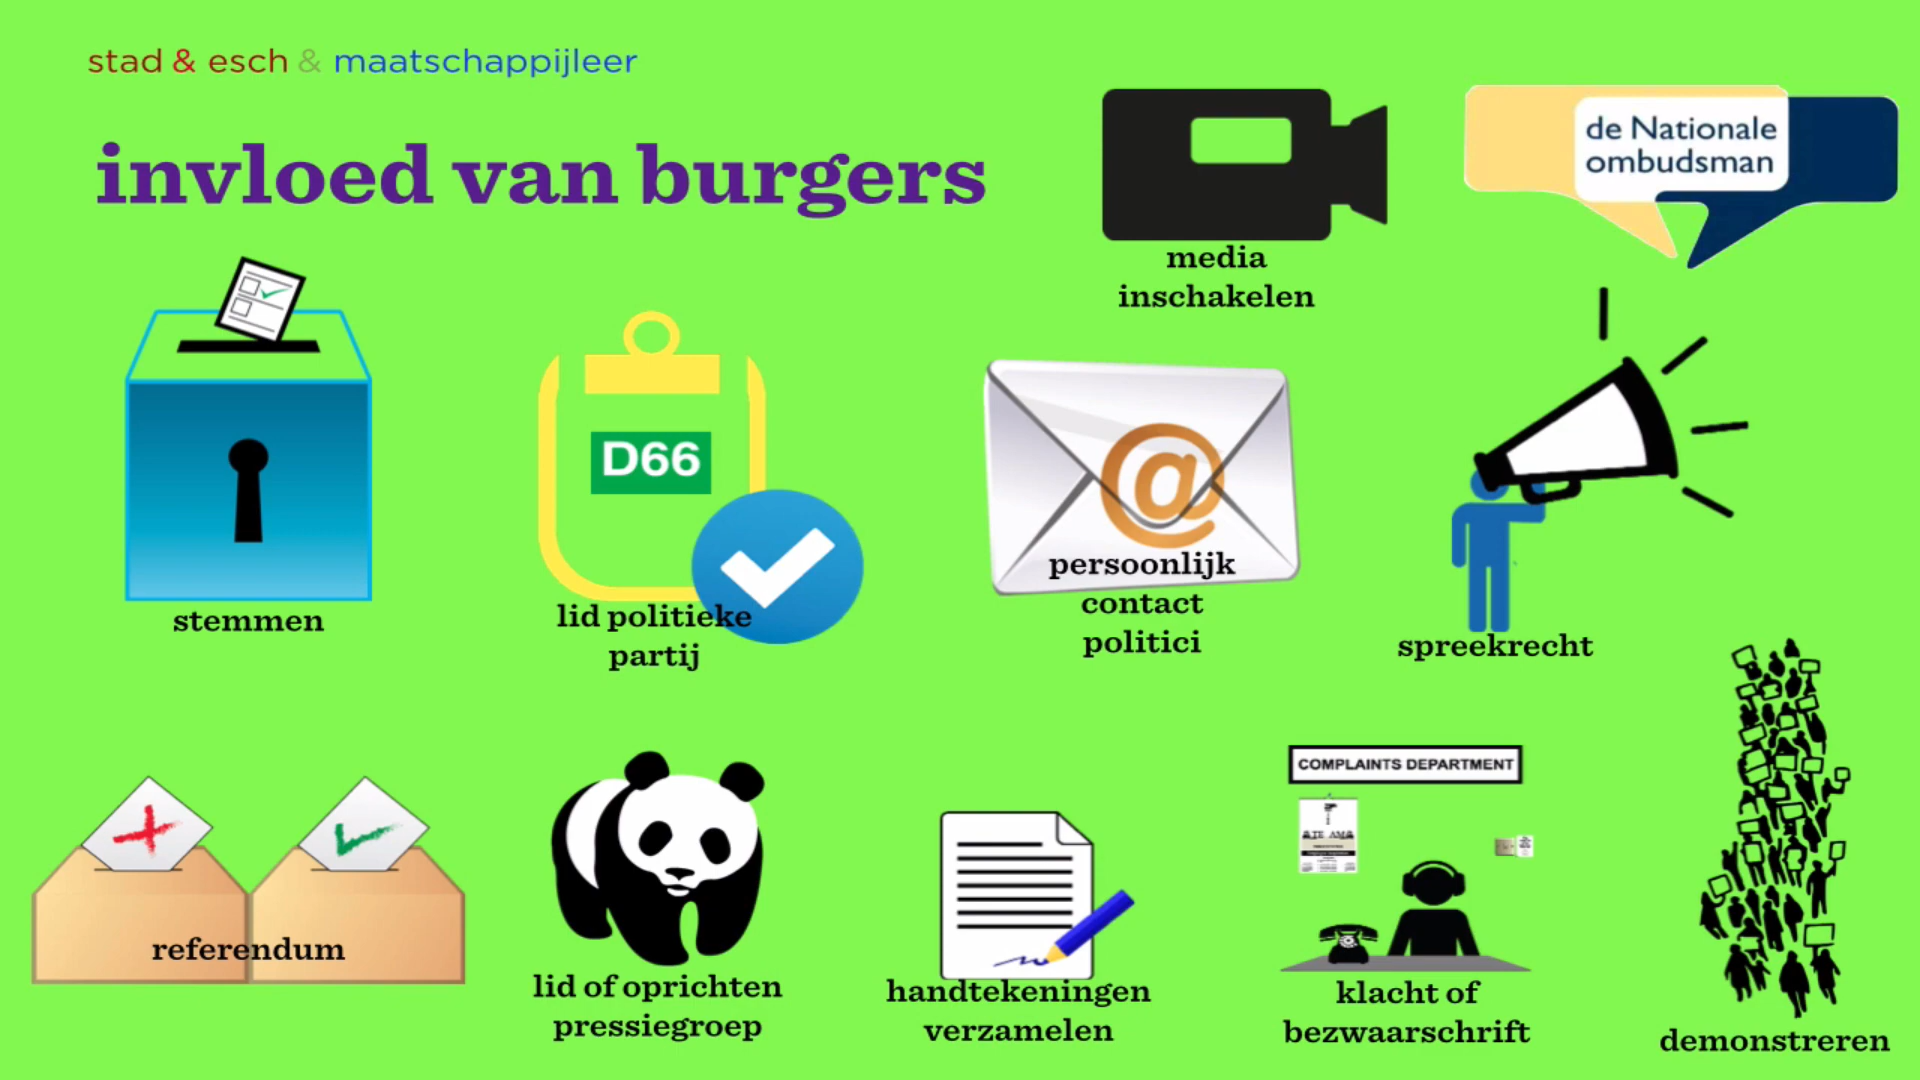 stad & esch & maatschappijleer
invloed van burgers
media
inschakelen
de Nationale
ombudsman
stemmen
D66
lid politieke
partij
@
persoonlijk
contact
politici
spreekrecht
referendum
lid of oprichten
pressiegroep
handtekeningen
verzamelen
COMPLAINTS DEPARTMENT
klacht of
bezwaarschrift
demonstreren